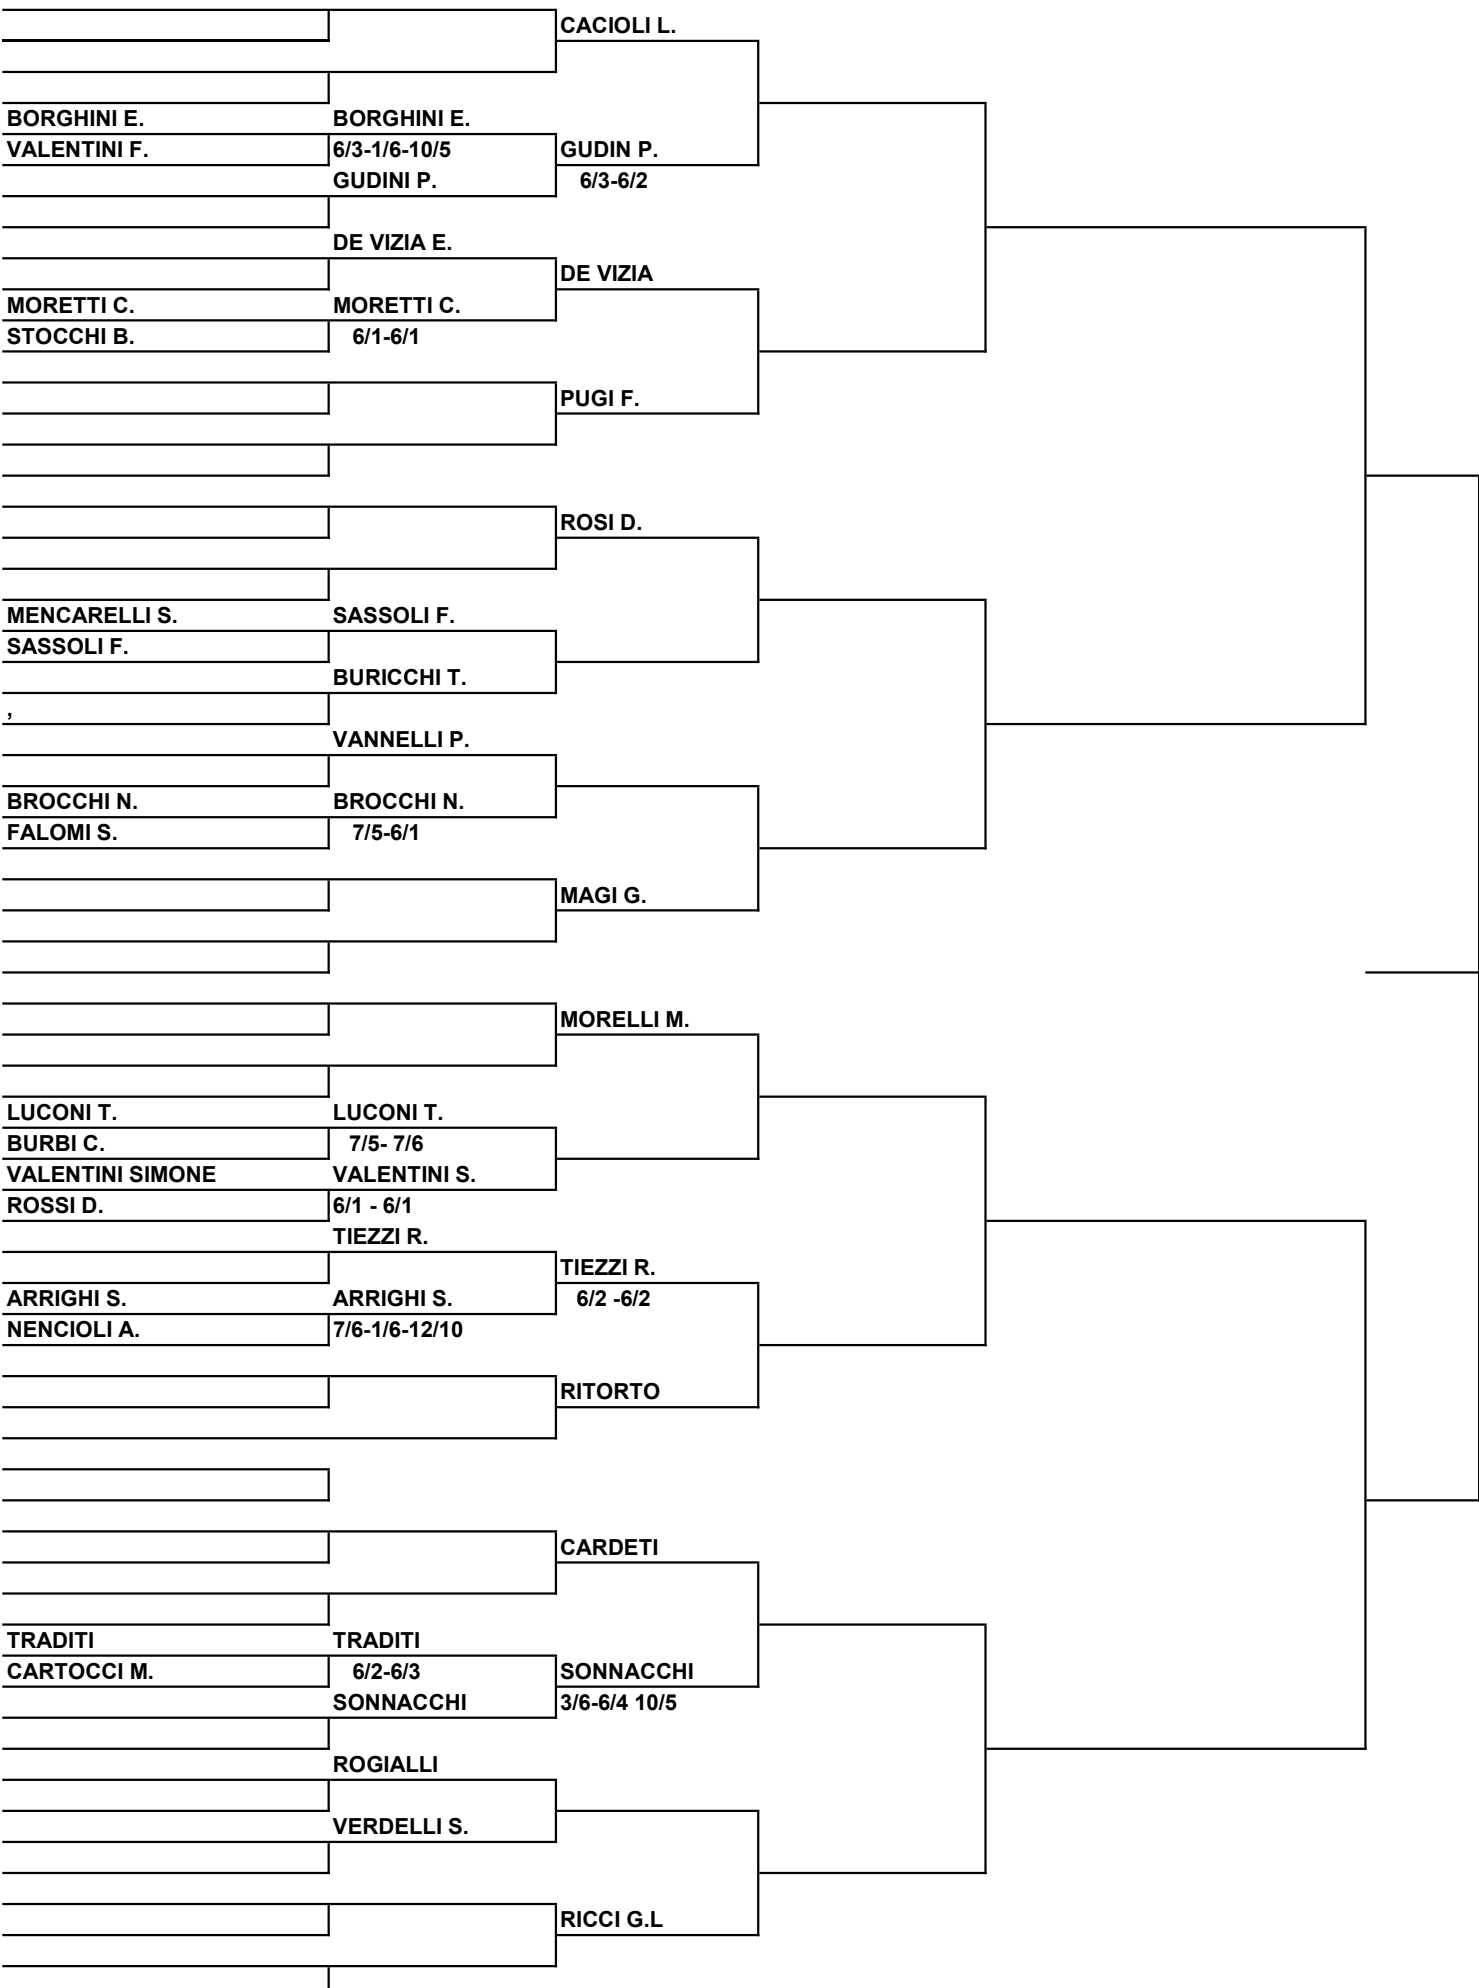 CACIOLI L.
BORGHINI E. BORGHINI E.
VALENTINI F. 6/3-1/6-10/5 GUDIN P.
GUDINI P. 6/3-6/2
DE VIZIA E.
DE VIZIA
MORETTI C. MORETTI C.
STOCCHI B. 6/1-6/1
PUGI F.
ROSI D.
MENCARELLI S. SASSOLI F.
SASSOLI F.
BURICCHI T.
,
VANNELLI P.
BROCCHI N. BROCCHI N.
FALOMI S. 7/5-6/1
MAGI G.
MORELLI M.
LUCONI T. LUCONI T.
BURBI C. 7/5- 7/6
VALENTINI SIMONE VALENTINI S.
ROSSI D. 6/1 - 6/1
TIEZZI R.
TIEZZI R.
ARRIGHI S. ARRIGHI S. 6/2 -6/2
NENCIOLI A. 7/6-1/6-12/10
RITORTO
CARDETI
TRADITI TRADITI
CARTOCCI M. 6/2-6/3 SONNACCHI
SONNACCHI 3/6-6/4 10/5
ROGIALLI
VERDELLI S.
RICCI G.L